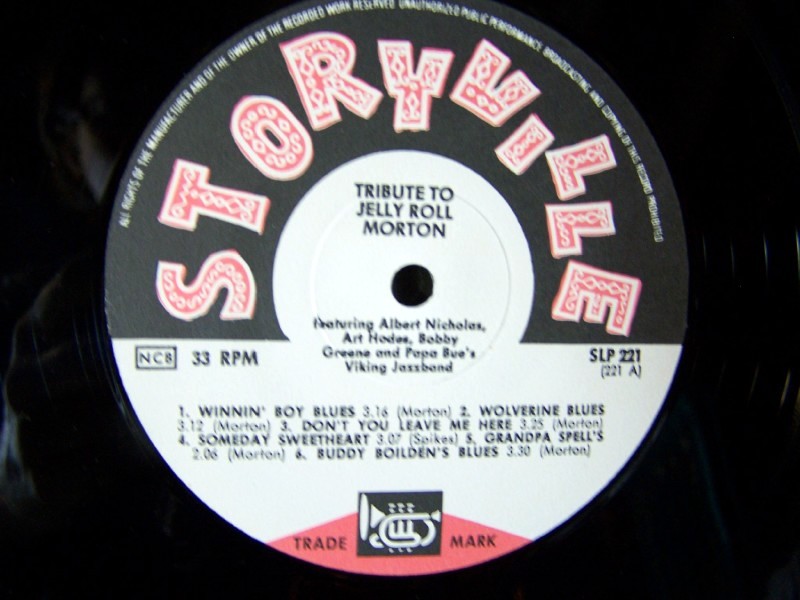 ALL RIGHTS OF THE MANUFACTURER AND OF THE OWNER OF THE RECORDED WORK RESERVED UNAUTHORIZED PUBLIC PERFORMANCE BROADCASTING AND COPYING OF THIS RECORD PROHIBITED
STORYVILLE
TRIBUTE TO
JELLY ROLL
MORTON
featuring Albert Nicholas,
Art Hodes, Bobby
Greene and Papa Bue's
Viking Jazzband
NCB 33 RPM
SLP 221
(221 A)
1. WINNIN' BOY BLUES 3.16 (Morton) 2. WOLVERINE BLUES
3.12 (Morton) 3. DON'T YOU LEAVE ME HERE 3.25 (Morton)
4. SOMEDAY SWEETHEART 3.07 (Spikes) 5. GRANDPA SPELL'S
2.06 (Morton) 6. BUDDY BOILDEN'S BLUES 3.30 (Morton)
TRADE MARK